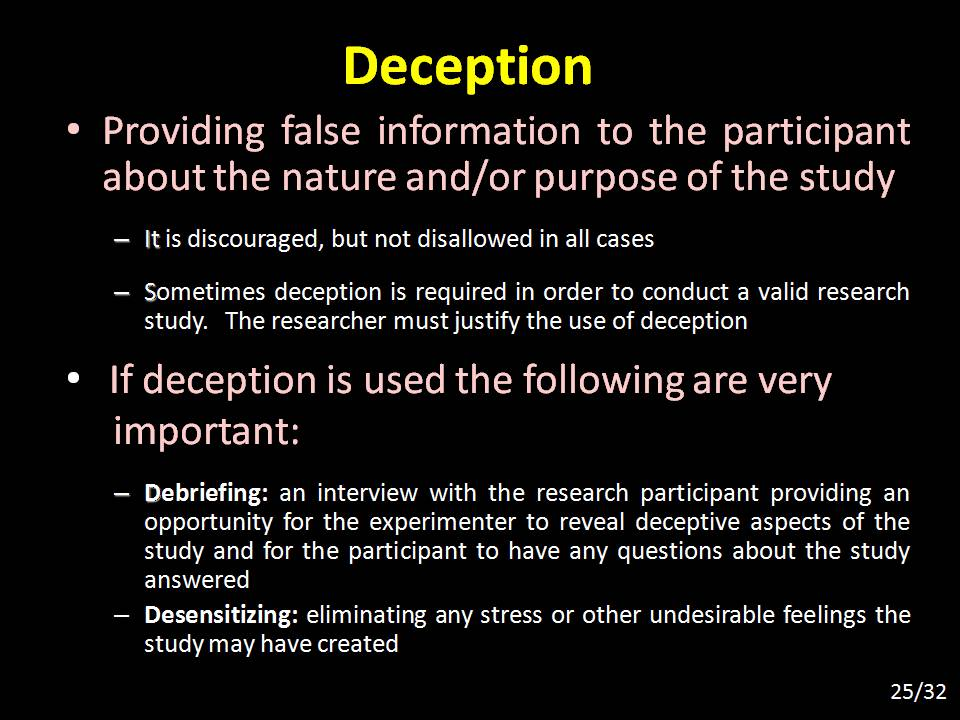 Deception
• Providing false information to the participant
about the nature and/or purpose of the study
– It is discouraged, but not disallowed in all cases
– Sometimes deception is required in order to conduct a valid research
study. The researcher must justify the use of deception
• If deception is used the following are very
important:
– Debriefing: an interview with the research participant providing an
opportunity for the experimenter to reveal deceptive aspects of the
study and for the participant to have any questions about the study
answered
– Desensitizing: eliminating any stress or other undesirable feelings the
study may have created
25/32